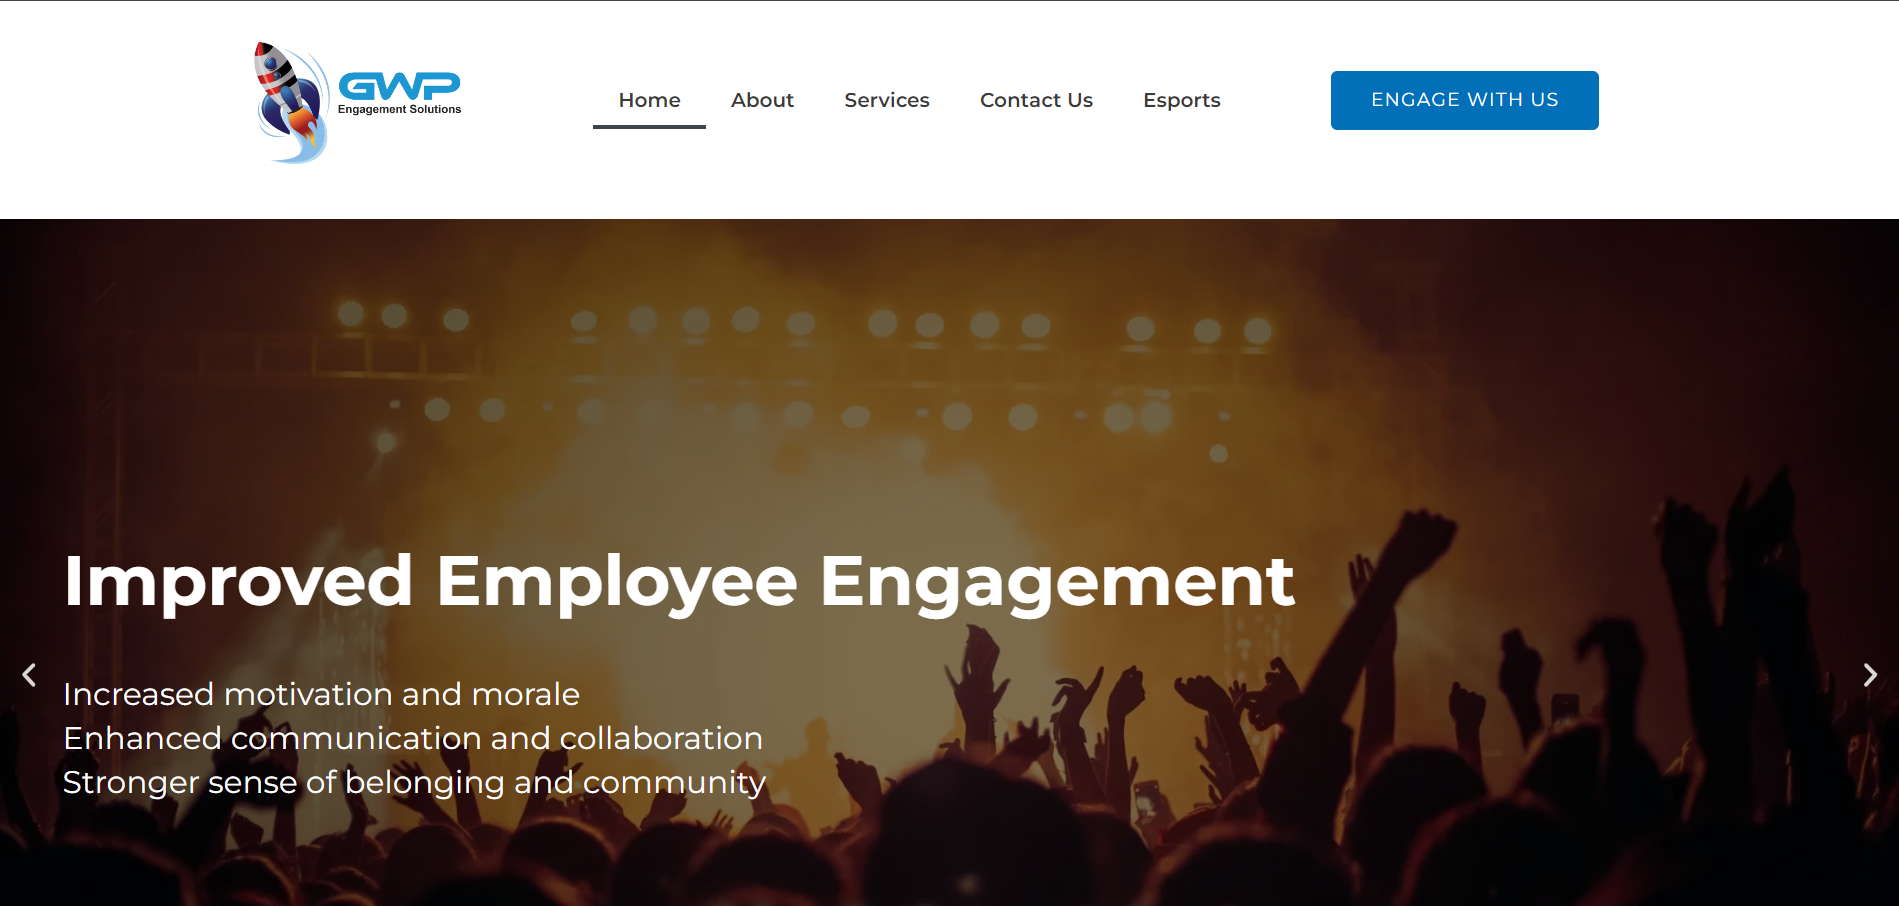 GWP
Engagement Solutions
Home
About
Services
Contact Us
Esports
ENGAGE WITH US
Improved Employee Engagement
Increased motivation and morale
Enhanced communication and collaboration
Stronger sense of belonging and community